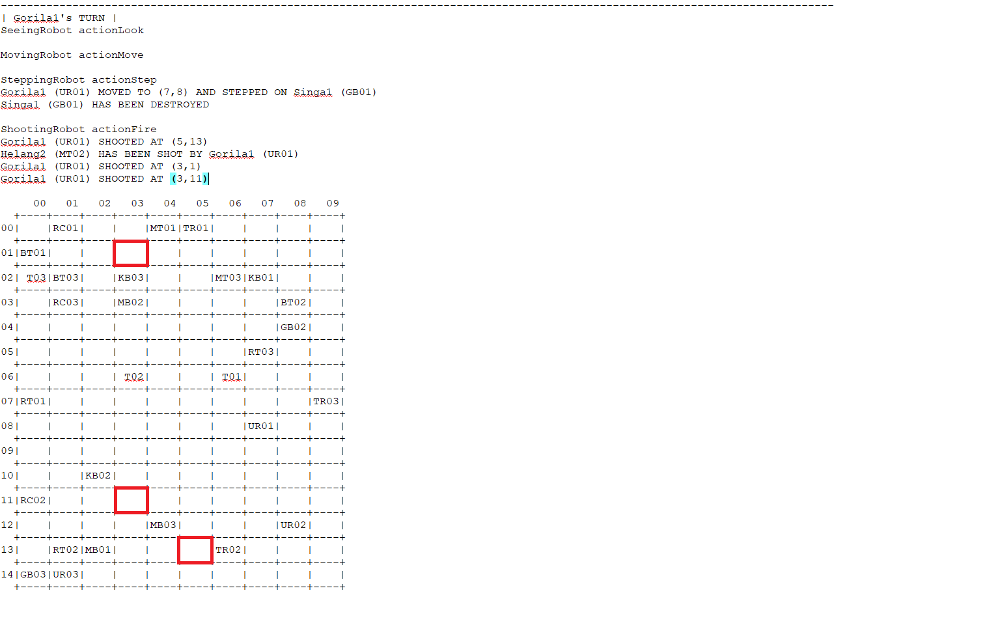 --------------------------------------------------------------------------------------------------------------------------------
| Gorila1's TURN |
SeeingRobot actionLook
MovingRobot actionMove
SteppingRobot actionStep
Gorila1 (UR01) MOVED TO (7,8) AND STEPPED ON Singa1 (GB01)
Singa1 (GB01) HAS BEEN DESTROYED
ShootingRobot actionFire
Gorila1 (UR01) SHOOTED AT (5,13)
Helang2 (MT02) HAS BEEN SHOT BY Gorila1 (UR01)
Gorila1 (UR01) SHOOTED AT (3,1)
Gorila1 (UR01) SHOOTED AT (3,11)
     00   01   02   03   04   05   06   07   08   09
  +----+----+----+----+----+----+----+----+----+----+
00|    |RC01|    |    |MT01|TR01|    |    |    |    |
  +----+----+----+----+----+----+----+----+----+----+
01|BT01|    |    |    |    |    |    |    |    |    |
  +----+----+----+----+----+----+----+----+----+----+
02| T03|BT03|    |KB03|    |    |MT03|KB01|    |    |
  +----+----+----+----+----+----+----+----+----+----+
03|    |RC03|    |MB02|    |    |    |    |BT02|    |
  +----+----+----+----+----+----+----+----+----+----+
04|    |    |    |    |    |    |    |    |GB02|    |
  +----+----+----+----+----+----+----+----+----+----+
05|    |    |    |    |    |    |    |RT03|    |    |
  +----+----+----+----+----+----+----+----+----+----+
06|    |    |    | T02|    |    | T01|    |    |    |
  +----+----+----+----+----+----+----+----+----+----+
07|RT01|    |    |    |    |    |    |    |    |TR03|
  +----+----+----+----+----+----+----+----+----+----+
08|    |    |    |    |    |    |    |UR01|    |    |
  +----+----+----+----+----+----+----+----+----+----+
09|    |    |    |    |    |    |    |    |    |    |
  +----+----+----+----+----+----+----+----+----+----+
10|    |    |KB02|    |    |    |    |    |    |    |
  +----+----+----+----+----+----+----+----+----+----+
11|RC02|    |    |    |    |    |    |    |    |    |
  +----+----+----+----+----+----+----+----+----+----+
12|    |    |    |    |MB03|    |    |    |UR02|    |
  +----+----+----+----+----+----+----+----+----+----+
13|    |RT02|MB01|    |    |    |TR02|    |    |    |
  +----+----+----+----+----+----+----+----+----+----+
14|GB03|UR03|    |    |    |    |    |    |    |    |
  +----+----+----+----+----+----+----+----+----+----+